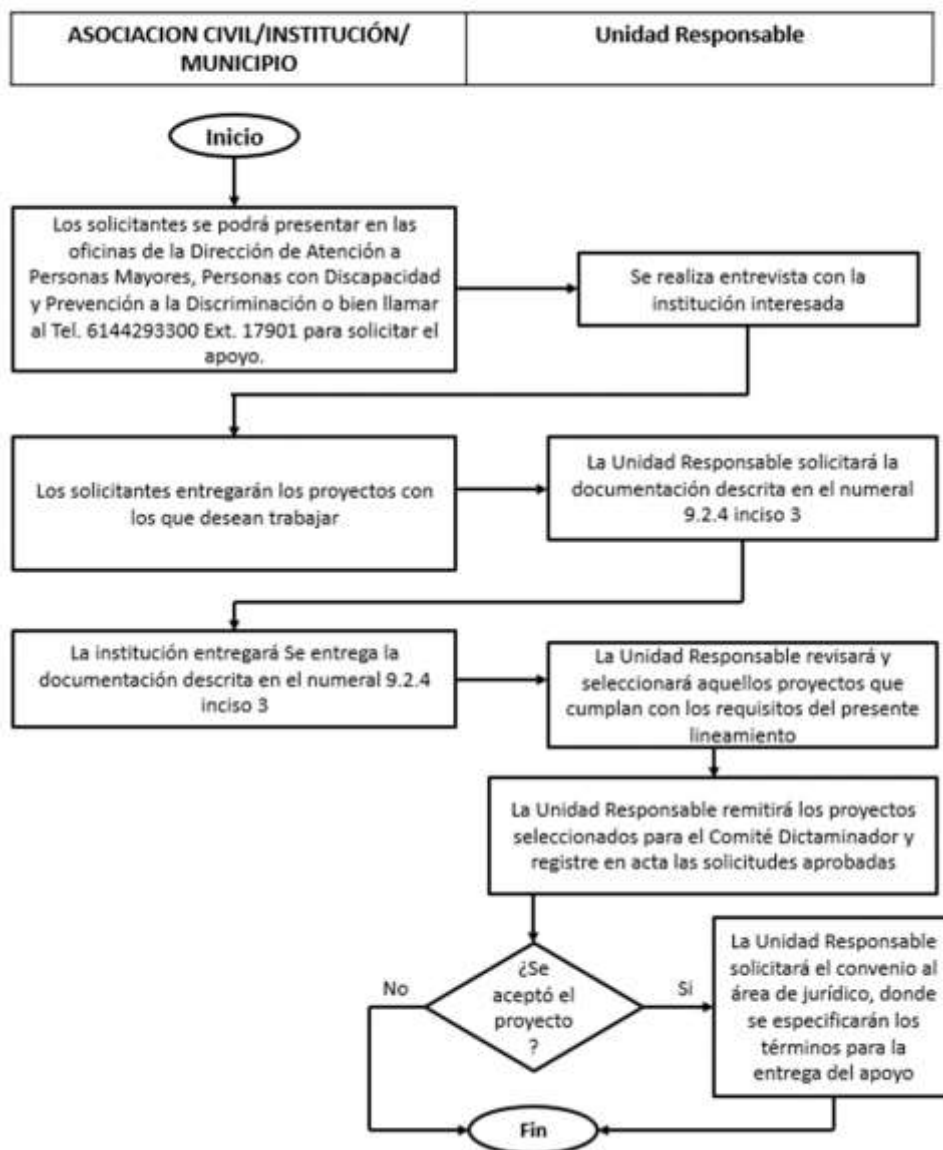 ASOCIACION CIVIL/INSTITUCIÓN/
MUNICIPIO
Unidad Responsable
Inicio
Los solicitantes se podrá presentar en las
oficinas de la Dirección de Atención a
Personas Mayores, Personas con Discapacidad
y Prevención a la Discriminación o bien llamar
al Tel. 6144293300 Ext. 17901 para solicitar el
apoyo.
Se realiza entrevista con la
institución interesada
Los solicitantes entregarán los proyectos con
los que desean trabajar
La Unidad Responsable solicitará la
documentación descrita en el numeral
9.2.4 inciso 3
La institución entregará Se entrega la
documentación descrita en el numeral 9.2.4
inciso 3
La Unidad Responsable revisará y
seleccionará aquellos proyectos que
cumplan con los requisitos del presente
lineamiento
La Unidad Responsable remitirá los proyectos
seleccionados para el Comité Dictaminador y
registre en acta las solicitudes aprobadas
¿Se
aceptó el
proyecto
?
No
Si
La Unidad Responsable
solicitará el convenio al
área de jurídico, donde
se especificarán los
términos para la
entrega del apoyo
Fin